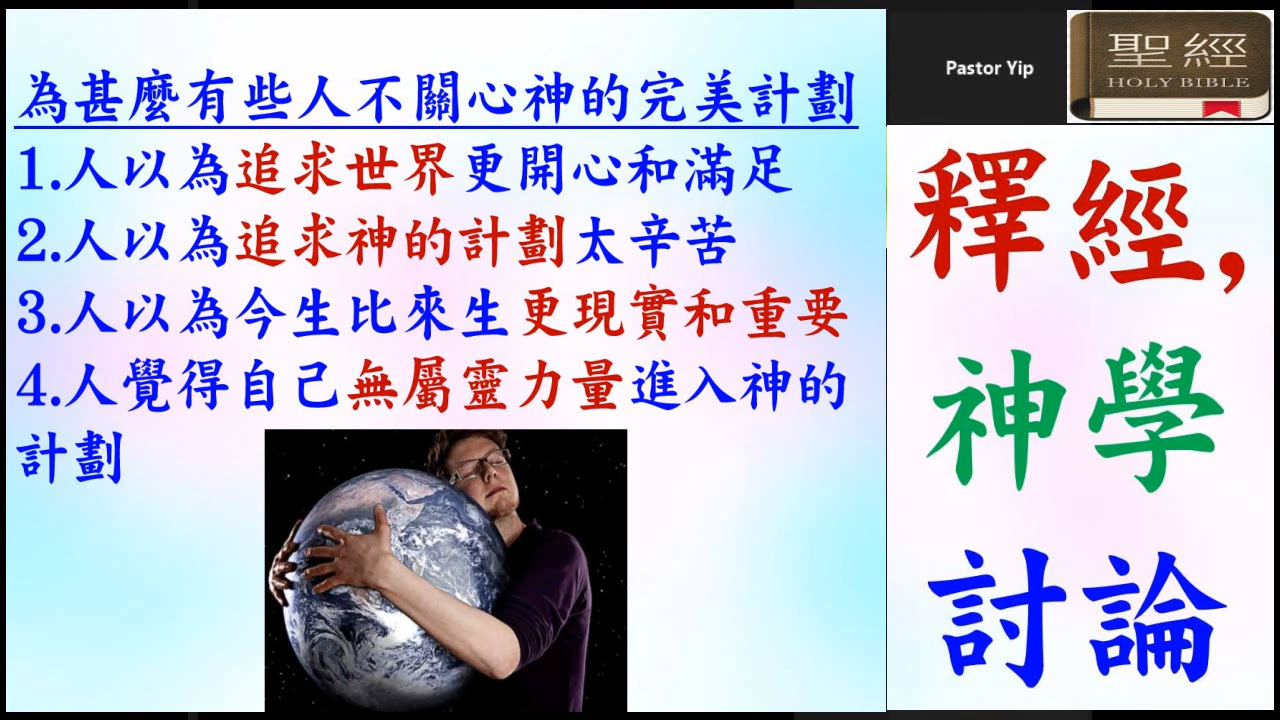 為甚麼有些人不關心神的完美計劃
1.人以為追求世界更開心和滿足
2.人以為追求神的計劃太辛苦
3.人以為今生比來生更現實和重要
4.人覺得自己無屬靈力量進入神的
計劃
Pastor Yip
聖經
HOLY BIBLE
釋經,
神學
討論